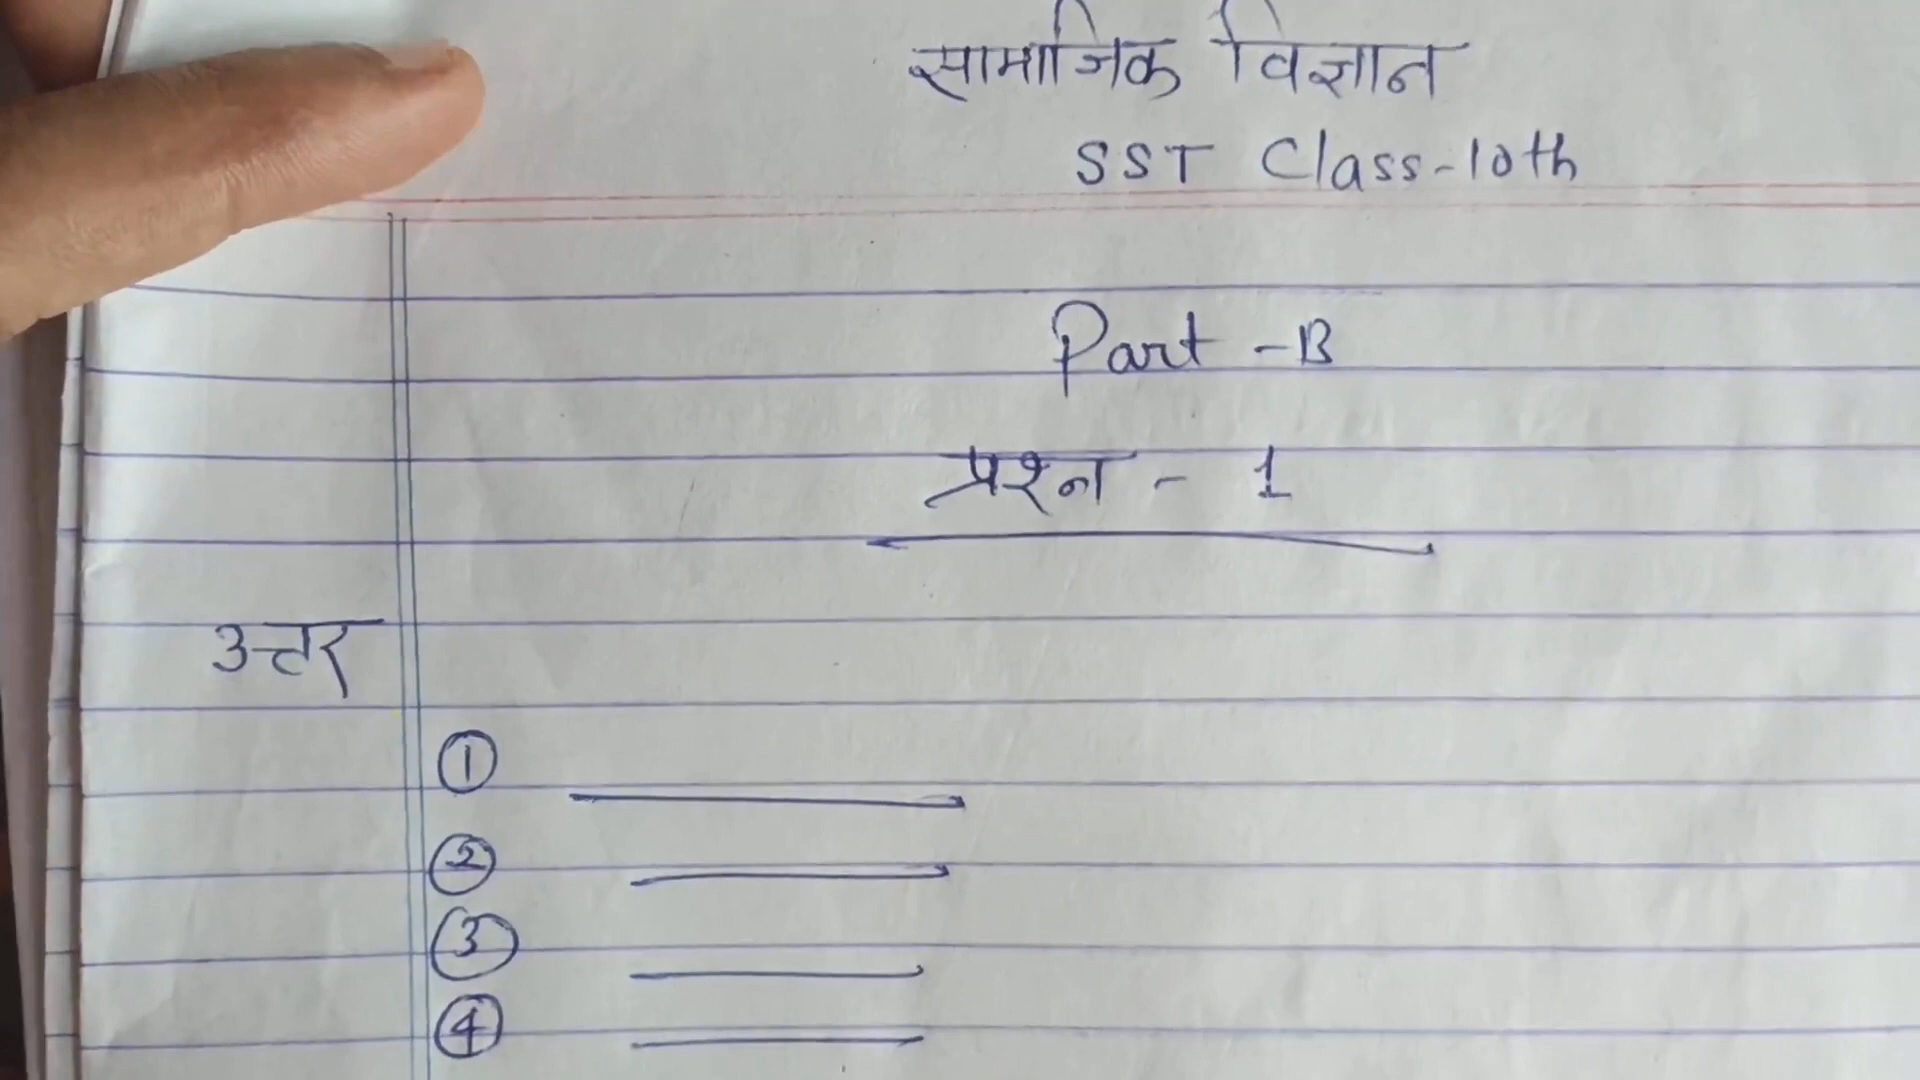 सामाजिक विज्ञान
SST Class-10th
Part -B
प्रश्न - 1
उत्तर
①
②
③
④